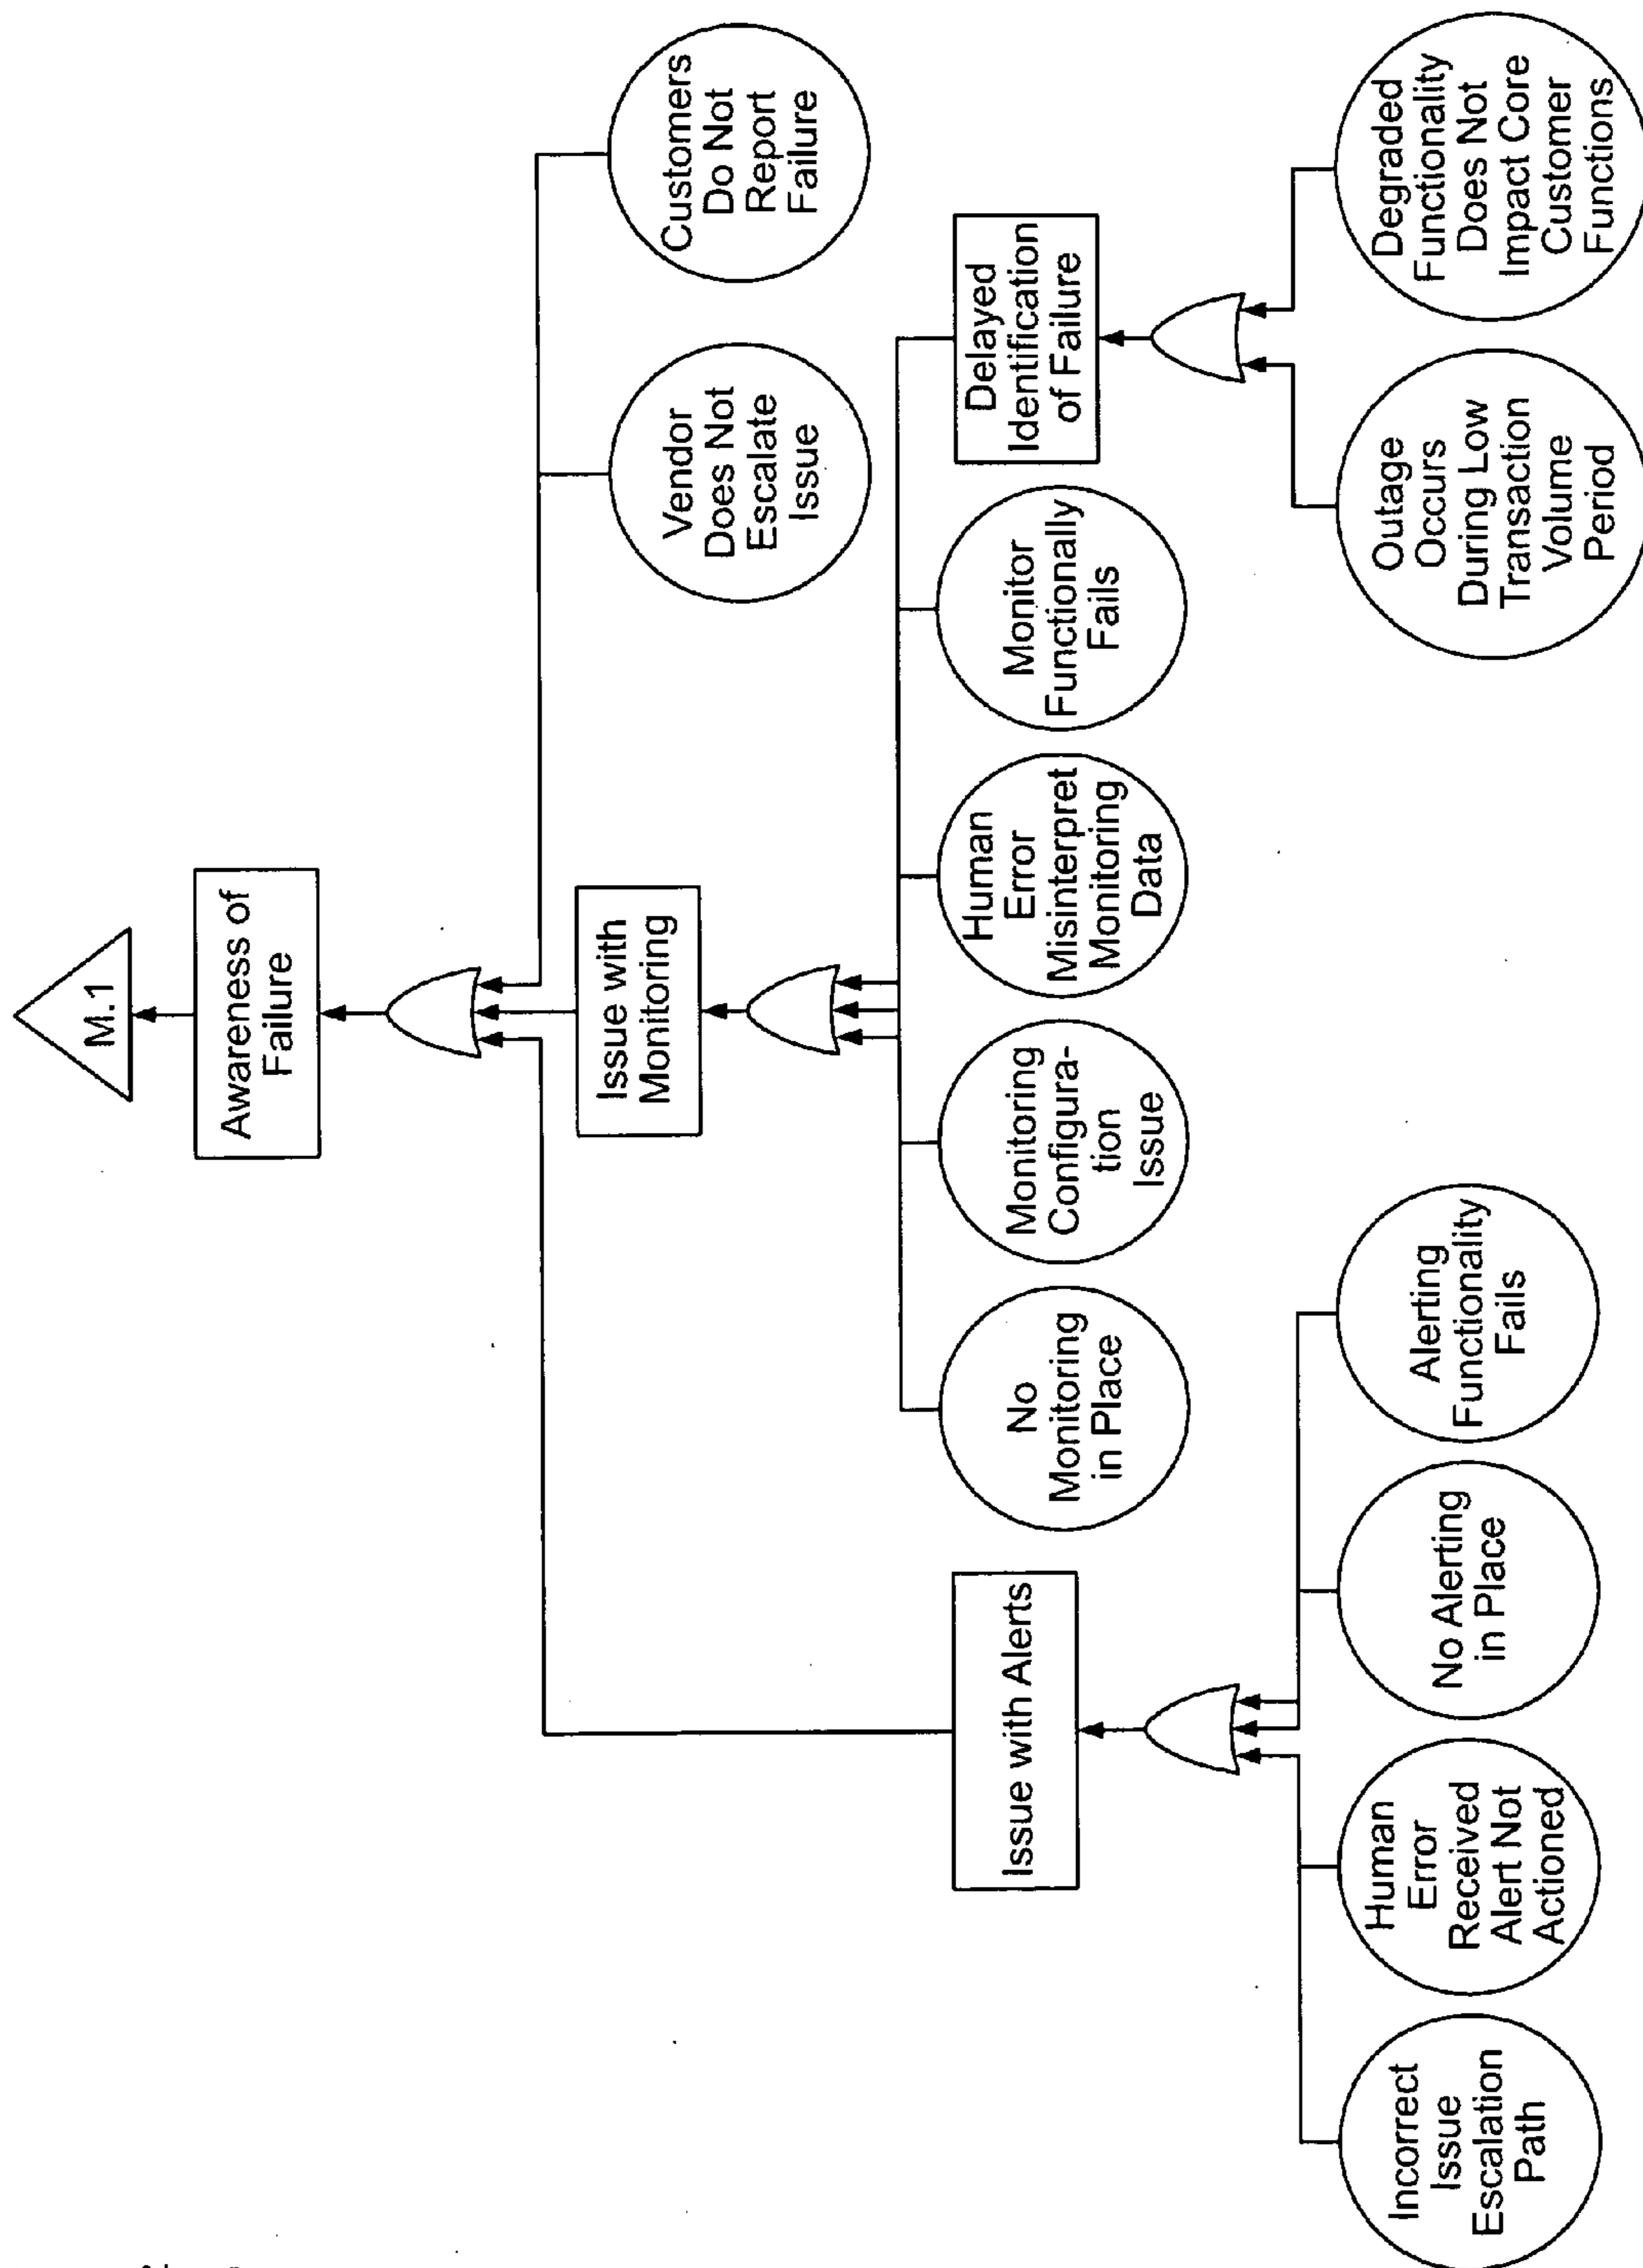 M.1
Awareness of
Failure
Issue with
Monitoring
Vendor
Does Not
Escalate
Issue
Customers
Do Not
Report
Failure
Issue with Alerts
No
Monitoring
in Place
Monitoring
Configura-
tion
Issue
Human
Error
Misinterpret
Monitoring
Data
Monitor
Functionally
Fails
Delayed
Identification
of Failure
Incorrect
Issue
Escalation
Path
Human
Error
Received
Alert Not
Actioned
No Alerting
in Place
Alerting
Functionality
Fails
Outage
Occurs
During Low
Transaction
Volume
Period
Degraded
Functionality
Does Not
Impact Core
Customer
Functions